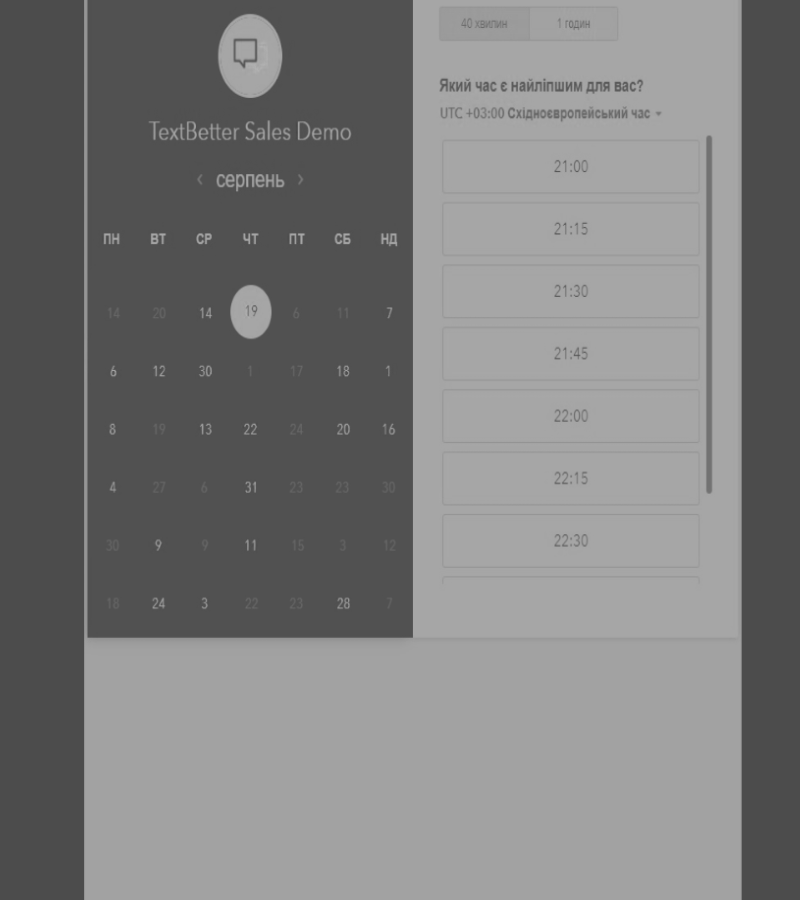 TextBetter Sales Demo
‹ серпень ›
ПН ВТ СР ЧТ ПТ СБ НД
14 20 14 19 6 11 7
6 12 30 1 17 18 1
8 19 13 22 24 20 16
4 27 6 31 23 23 30
30 9 9 11 15 3 12
18 24 3 22 23 28 7
40 хвилин 1 годин
Який час є найліпшим для вас?
UTC +03:00 Східноєвропейський час
21:00
21:15
21:30
21:45
22:00
22:15
22:30